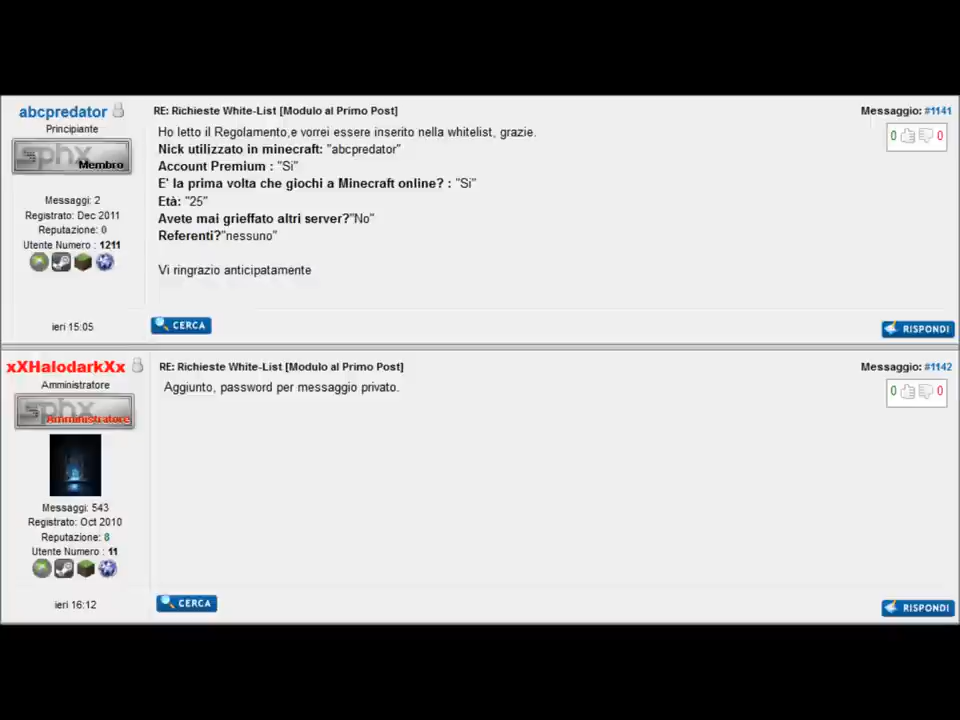 abcpredator
Principiante
sphx
Membro
Messaggi: 2
Registrato: Dec 2011
Reputazione: 0
Utente Numero : 1211
ieri 15:05
RE: Richieste White-List [Modulo al Primo Post]
Messaggio: #1141
0 0
Ho letto il Regolamento,e vorrei essere inserito nella whitelist, grazie.
Nick utilizzato in minecraft: "abcpredator"
Account Premium : "Si"
E' la prima volta che giochi a Minecraft online? : "Si"
Età: "25"
Avete mai grieffato altri server?"No"
Referenti?"nessuno"
Vi ringrazio anticipatamente
CERCA
RISPONDI
xXHalodarkXx
Amministratore
sphx
Amministratore
Messaggi: 543
Registrato: Oct 2010
Reputazione: 8
Utente Numero : 11
ieri 16:12
RE: Richieste White-List [Modulo al Primo Post]
Messaggio: #1142
0 0
Aggiunto, password per messaggio privato.
CERCA
RISPONDI